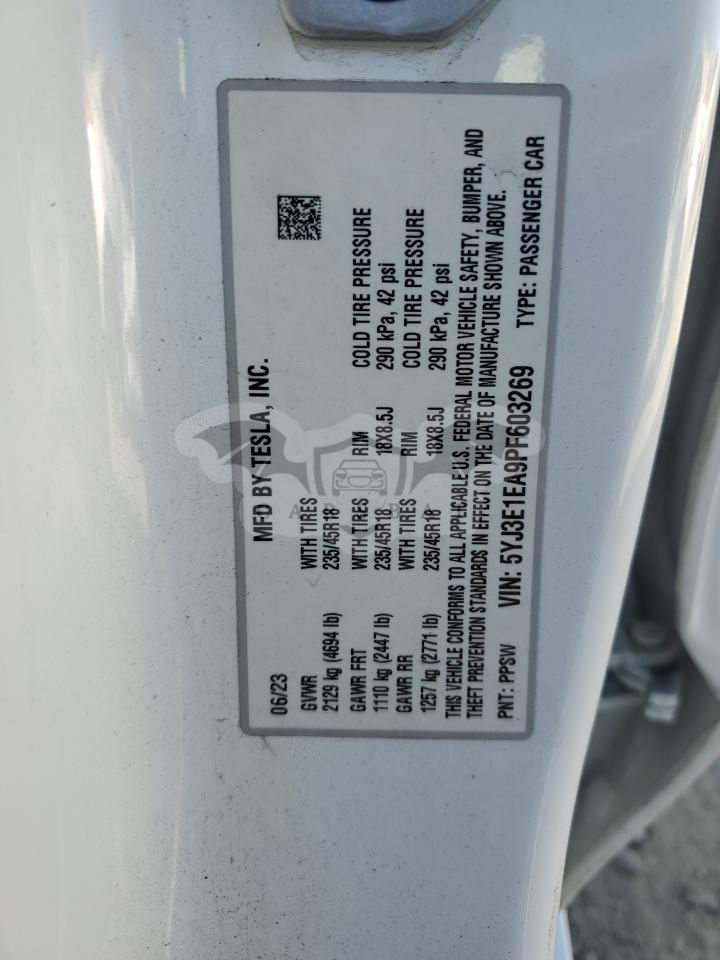 MFD BY TESLA, INC.
06/23
GVWR WITH TIRES
2129 kg (4694 lb) 235/45R18
GAWR FRT WITH TIRES RIM COLD TIRE PRESSURE
1110 kg (2447 lb) 235/45R18 18X8.5J 290 kPa, 42 psi
GAWR RR WITH TIRES RIM COLD TIRE PRESSURE
1257 kg (2771 lb) 235/45R18 18X8.5J 290 kPa, 42 psi
THIS VEHICLE CONFORMS TO ALL APPLICABLE U.S. FEDERAL MOTOR VEHICLE SAFETY, BUMPER, AND
THEFT PREVENTION STANDARDS IN EFFECT ON THE DATE OF MANUFACTURE SHOWN ABOVE.
PNT: PPSW VIN: 5YJ3E1EA9PF603269 TYPE: PASSENGER CAR